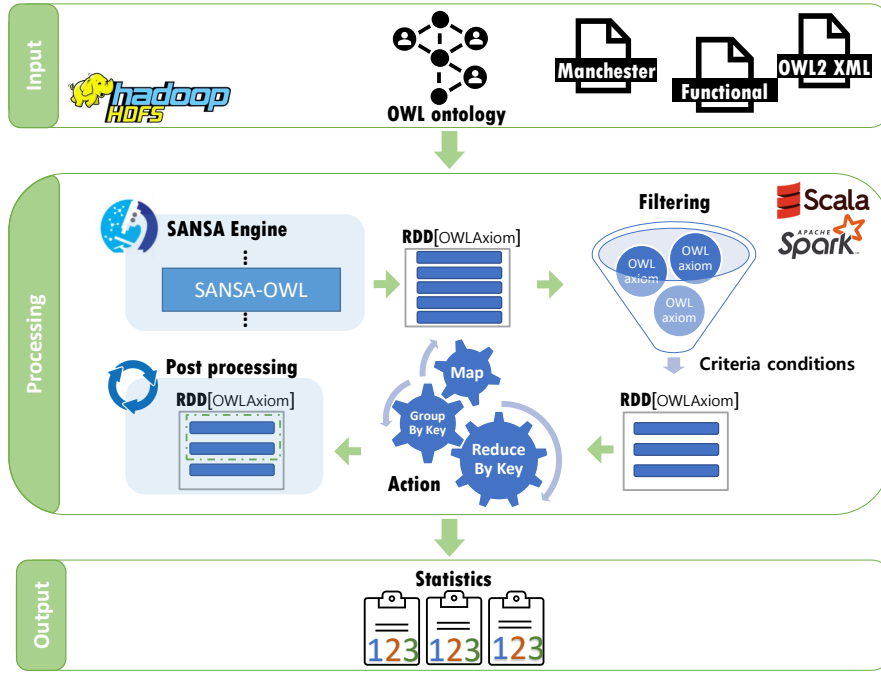 Input
hadoop
HDFS
OWL ontology
Manchester
Functional
OWL2 XML
Processing
SANSA Engine
SANSA-OWL
RDD[OWLAxiom]
Filtering
OWL
axiom
OWL
axiom
OWL
axiom
Scala
APACHE
Spark
Criteria conditions
Post processing
RDD[OWLAxiom]
Map
Group
By Key
Reduce
By Key
Action
RDD[OWLAxiom]
Output
Statistics
123
123
123